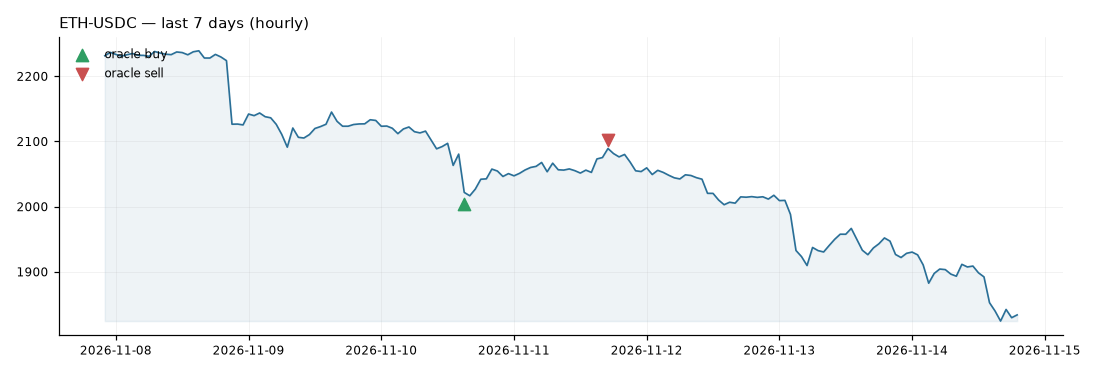 ETH-USDC — last 7 days (hourly)
oracle buy
oracle sell
2200
2100
2000
1900
2026-11-08 2026-11-09 2026-11-10 2026-11-11 2026-11-12 2026-11-13 2026-11-14 2026-11-15